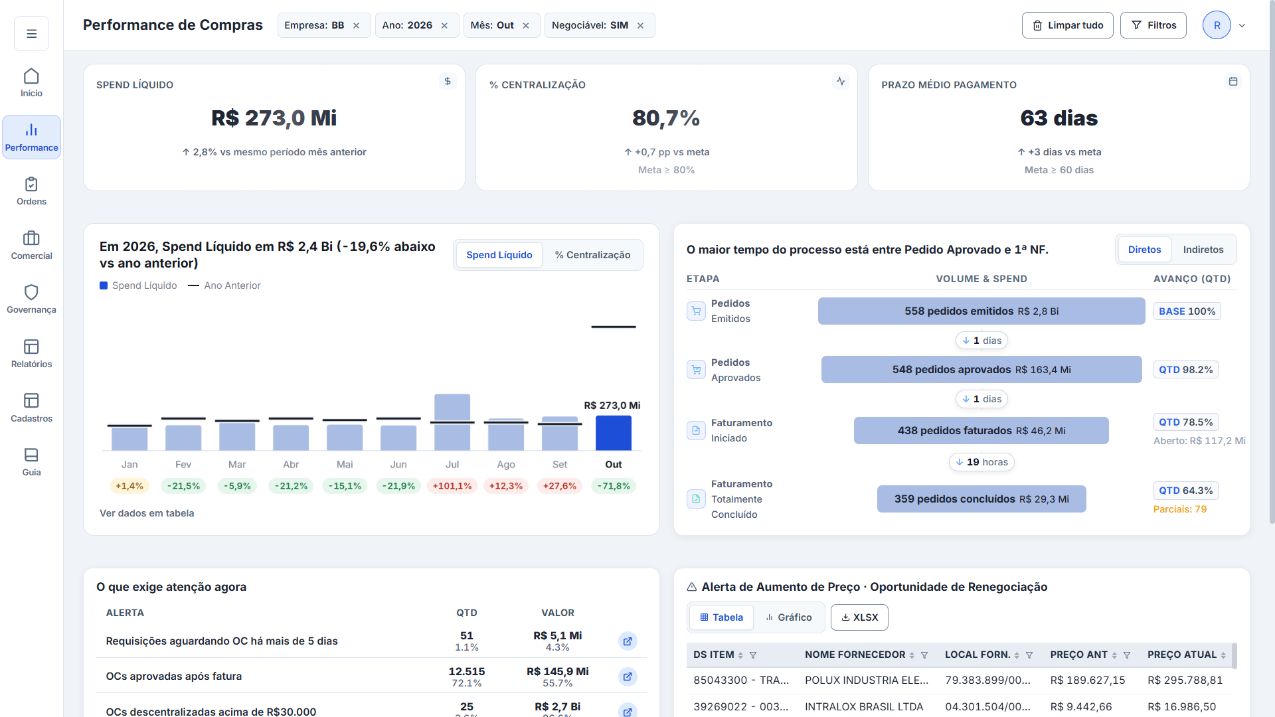 Performance de Compras
Empresa: BB ×
Ano: 2026 ×
Mês: Out ×
Negociável: SIM ×
Limpar tudo
Filtros
R
Início
Performance
Ordens
Comercial
Governança
Relatórios
Cadastros
Guia
SPEND LÍQUIDO
$
R$ 273,0 Mi
↑ 2,8% vs mesmo período mês anterior
% CENTRALIZAÇÃO
80,7%
↑ +0,7 pp vs meta
Meta ≥ 80%
PRAZO MÉDIO PAGAMENTO
63 dias
↑ +3 dias vs meta
Meta ≥ 60 dias
Em 2026, Spend Líquido em R$ 2,4 Bi (-19,6% abaixo
vs ano anterior)
Spend Líquido
% Centralização
Spend Líquido
Ano Anterior
R$ 273,0 Mi
Jan Fev Mar Abr Mai Jun Jul Ago Set Out
+1,4% -21,5% -5,9% -21,2% -15,1% -21,9% +101,1% +12,3% +27,6% -71,8%
Ver dados em tabela
O maior tempo do processo está entre Pedido Aprovado e 1ª NF.
Diretos
Indiretos
ETAPA VOLUME & SPEND AVANÇO (QTD)
Pedidos
Emitidos
558 pedidos emitidos R$ 2,8 Bi
BASE 100%
↓ 1 dias
Pedidos
Aprovados
548 pedidos aprovados R$ 163,4 Mi
QTD 98.2%
↓ 1 dias
Faturamento
Iniciado
438 pedidos faturados R$ 46,2 Mi
QTD 78.5%
Aberto: R$ 117,2 Mi
↓ 19 horas
Faturamento
Totalmente
Concluído
359 pedidos concluídos R$ 29,3 Mi
QTD 64.3%
Parciais: 79
O que exige atenção agora
ALERTA QTD VALOR
Requisições aguardando OC há mais de 5 dias
51
1.1%
R$ 5,1 Mi
4.3%
OCs aprovadas após fatura
12.515
72.1%
R$ 145,9 Mi
55.7%
OCs descentralizadas acima de R$30.000
25
R$ 2,7 Bi
Alerta de Aumento de Preço · Oportunidade de Renegociação
Tabela
Gráfico
XLSX
DS ITEM NOME FORNECEDOR LOCAL FORN. PREÇO ANT PREÇO ATUAL
85043300 - TRA... POLUX INDUSTRIA ELE... 79.383.899/00... R$ 189.627,15 R$ 295.788,81
39269022 - 003... INTRALOX BRASIL LTDA 04.301.504/00... R$ 9.442,66 R$ 16.986,50